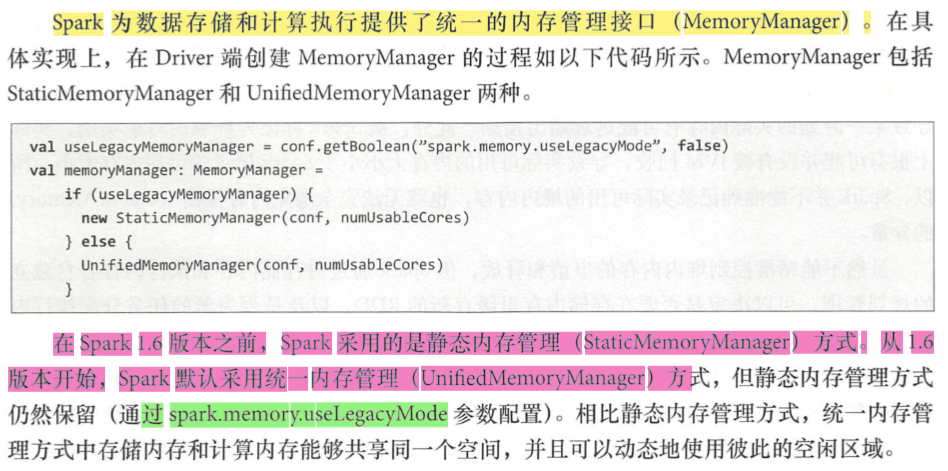 Spark 为数据存储和计算执行提供了统一的内存管理接口（MemoryManager）。在具
体实现上，在 Driver 端创建 MemoryManager 的过程如以下代码所示。MemoryManager 包括
StaticMemoryManager 和 UnifiedMemoryManager 两种。
val useLegacyMemoryManager = conf.getBoolean(”spark.memory.useLegacyMode”, false)
val memoryManager: MemoryManager =
if (useLegacyMemoryManager) {
new StaticMemoryManager(conf, numUsableCores)
} else {
UnifiedMemoryManager(conf, numUsableCores)
}
在 Spark 1.6 版本之前，Spark 采用的是静态内存管理（StaticMemoryManager）方式。从 1.6
版本开始，Spark 默认采用统一内存管理（UnifiedMemoryManager）方式，但静态内存管理方式
仍然保留（通过 spark.memory.useLegacyMode 参数配置）。相比静态内存管理方式，统一内存管
理方式中存储内存和计算内存能够共享同一个空间，并且可以动态地使用彼此的空闲区域。